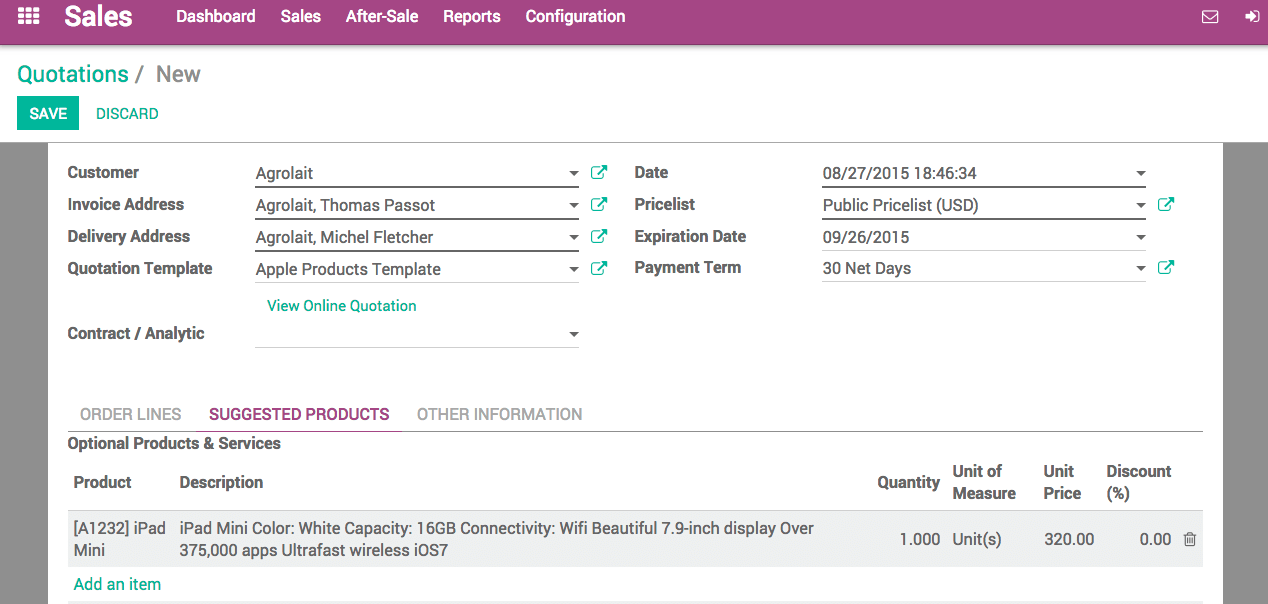 Sales Dashboard Sales After-Sale Reports Configuration
Quotations / New
SAVE DISCARD
Customer Agrolait Date 08/27/2015 18:46:34
Invoice Address Agrolait, Thomas Passot Pricelist Public Pricelist (USD)
Delivery Address Agrolait, Michel Fletcher Expiration Date 09/26/2015
Quotation Template Apple Products Template Payment Term 30 Net Days
View Online Quotation
Contract / Analytic
ORDER LINES SUGGESTED PRODUCTS OTHER INFORMATION
Optional Products & Services
Product Description Quantity Unit of Measure Unit Price Discount (%)
[A1232] iPad Mini iPad Mini Color: White Capacity: 16GB Connectivity: Wifi Beautiful 7.9-inch display Over 375,000 apps Ultrafast wireless iOS7 1.000 Unit(s) 320.00 0.00
Add an item